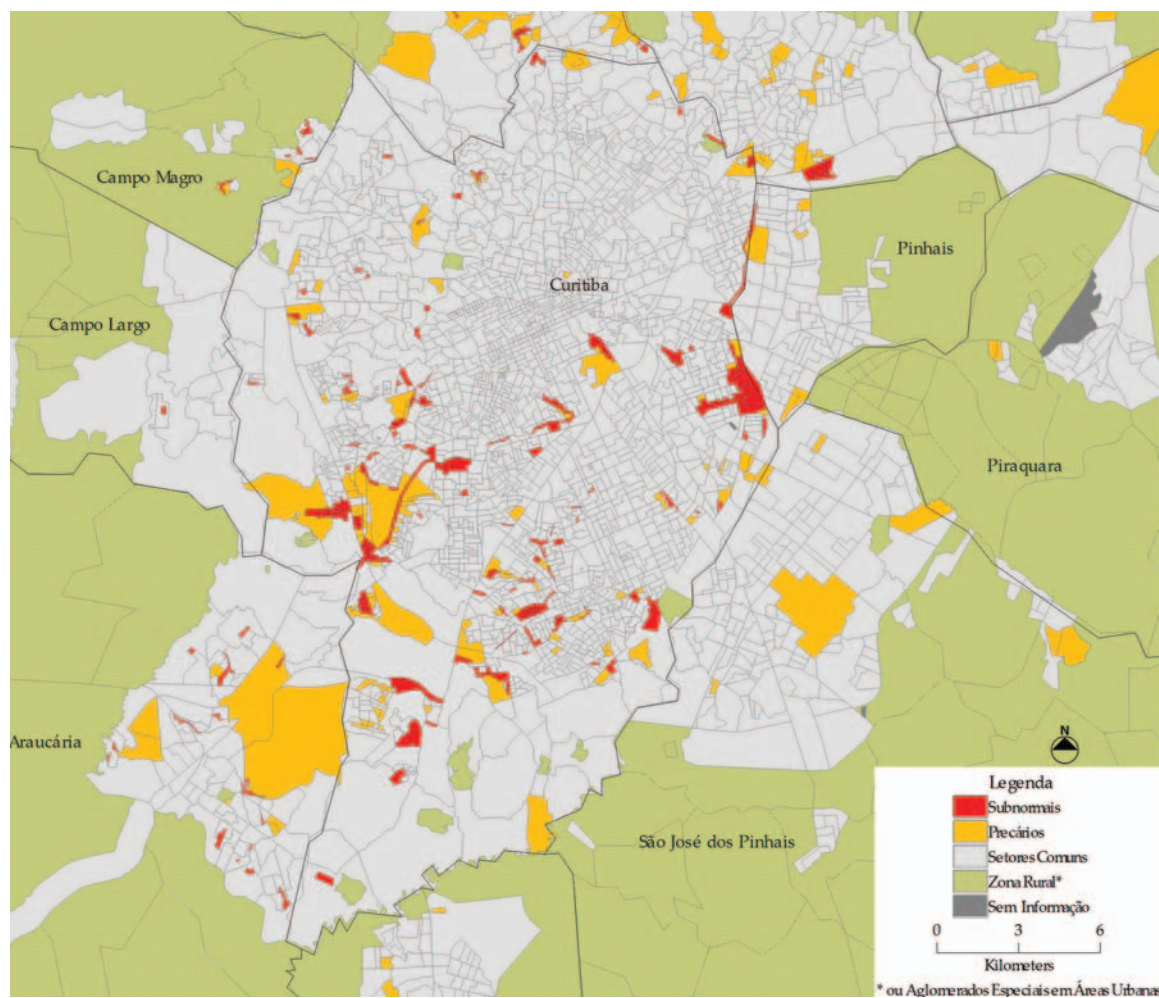 Campo Magro
Pinhais
Curitiba
Campo Largo
Piraquara
Araucária
São José dos Pinhais
N
Legenda
Subnormais
Precários
Setores Comuns
Zona Rural*
Sem Informação
0 3 6
Kilometers
* ou Aglomerados Especiais em Áreas Urbanas